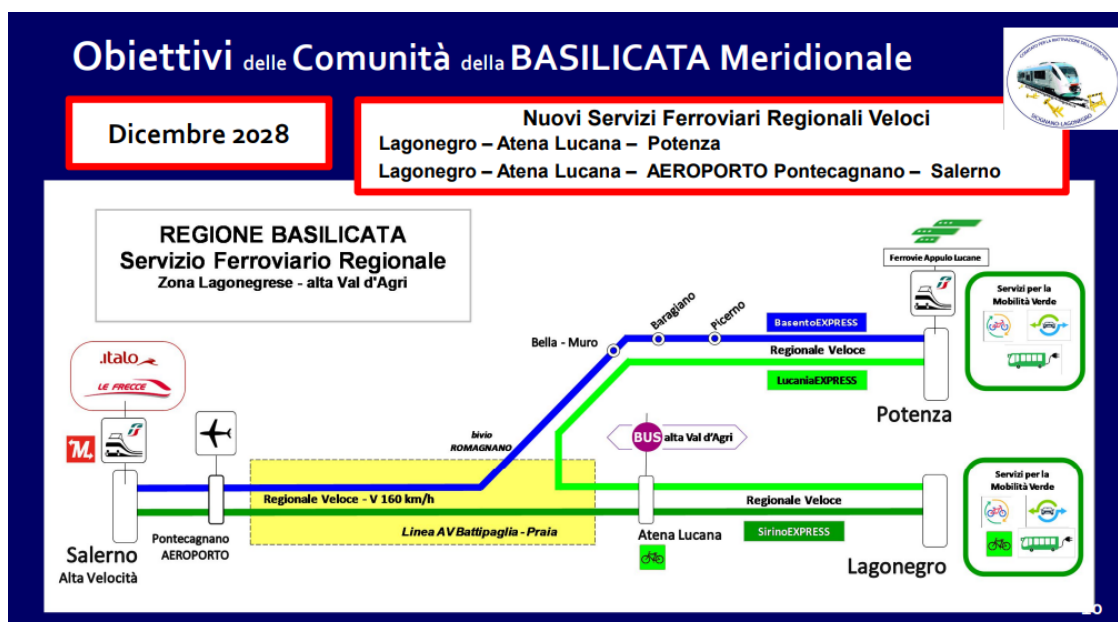 Obiettivi delle Comunità della BASILICATA Meridionale
Dicembre 2028
Nuovi Servizi Ferroviari Regionali Veloci
Lagonegro – Atena Lucana – Potenza
Lagonegro – Atena Lucana – AEROPORTO Pontecagnano – Salerno
SICIGNANO LAGONEGRO
REGIONE BASILICATA
Servizio Ferroviario Regionale
Zona Lagonegrese - alta Val d'Agri
Ferrovie Appulo Lucane
Servizi per la
Mobilità Verde
Baragiano
Picerno
BasentoEXPRESS
Bella - Muro
Regionale Veloce
LucaniaEXPRESS
Potenza
.italo
LE FRECCE
M
bivio
ROMAGNANO
BUS alta Val d'Agri
Servizi per la
Mobilità Verde
Regionale Veloce - V 160 km/h
Regionale Veloce
Linea AV Battipaglia - Praia
SirinoEXPRESS
Pontecagnano
AEROPORTO
Atena Lucana
Salerno
Alta Velocità
Lagonegro